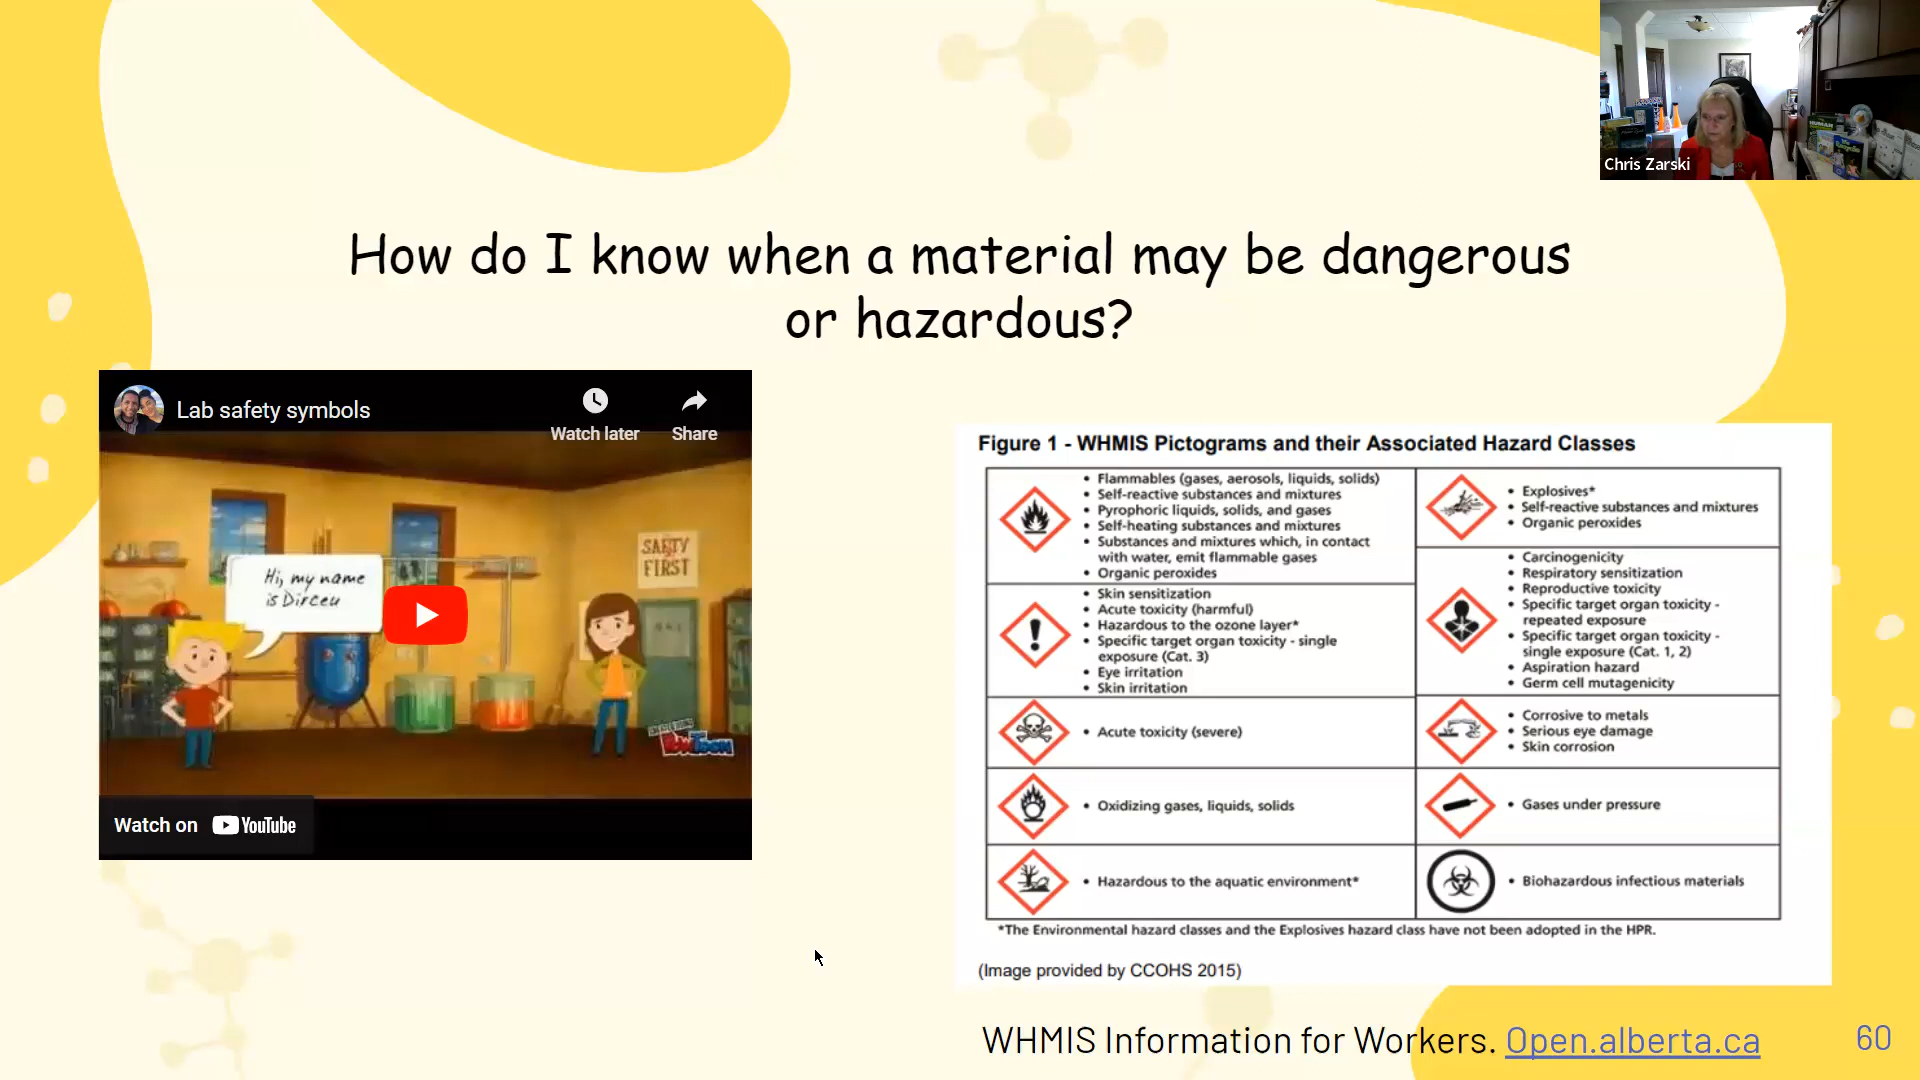 Chris Zarski
How do I know when a material may be dangerous
or hazardous?
Lab safety symbols
Watch later
Share
SAFETY
FIRST
Hi, my name
is Dirceu
POWTOON
Watch on YouTube
Figure 1 - WHMIS Pictograms and their Associated Hazard Classes
• Flammables (gases, aerosols, liquids, solids)
• Self-reactive substances and mixtures
• Pyrophoric liquids, solids, and gases
• Self-heating substances and mixtures
• Substances and mixtures which, in contact
with water, emit flammable gases
• Organic peroxides
• Explosives*
• Self-reactive substances and mixtures
• Organic peroxides
• Skin sensitization
• Acute toxicity (harmful)
• Hazardous to the ozone layer*
• Specific target organ toxicity - single
exposure (Cat. 3)
• Eye irritation
• Skin irritation
• Carcinogenicity
• Respiratory sensitization
• Reproductive toxicity
• Specific target organ toxicity -
repeated exposure
• Specific target organ toxicity -
single exposure (Cat. 1, 2)
• Aspiration hazard
• Germ cell mutagenicity
• Acute toxicity (severe)
• Corrosive to metals
• Serious eye damage
• Skin corrosion
• Oxidizing gases, liquids, solids
• Gases under pressure
• Hazardous to the aquatic environment*
• Biohazardous infectious materials
*The Environmental hazard classes and the Explosives hazard class have not been adopted in the HPR.
(Image provided by CCOHS 2015)
WHMIS Information for Workers. Open.alberta.ca
60